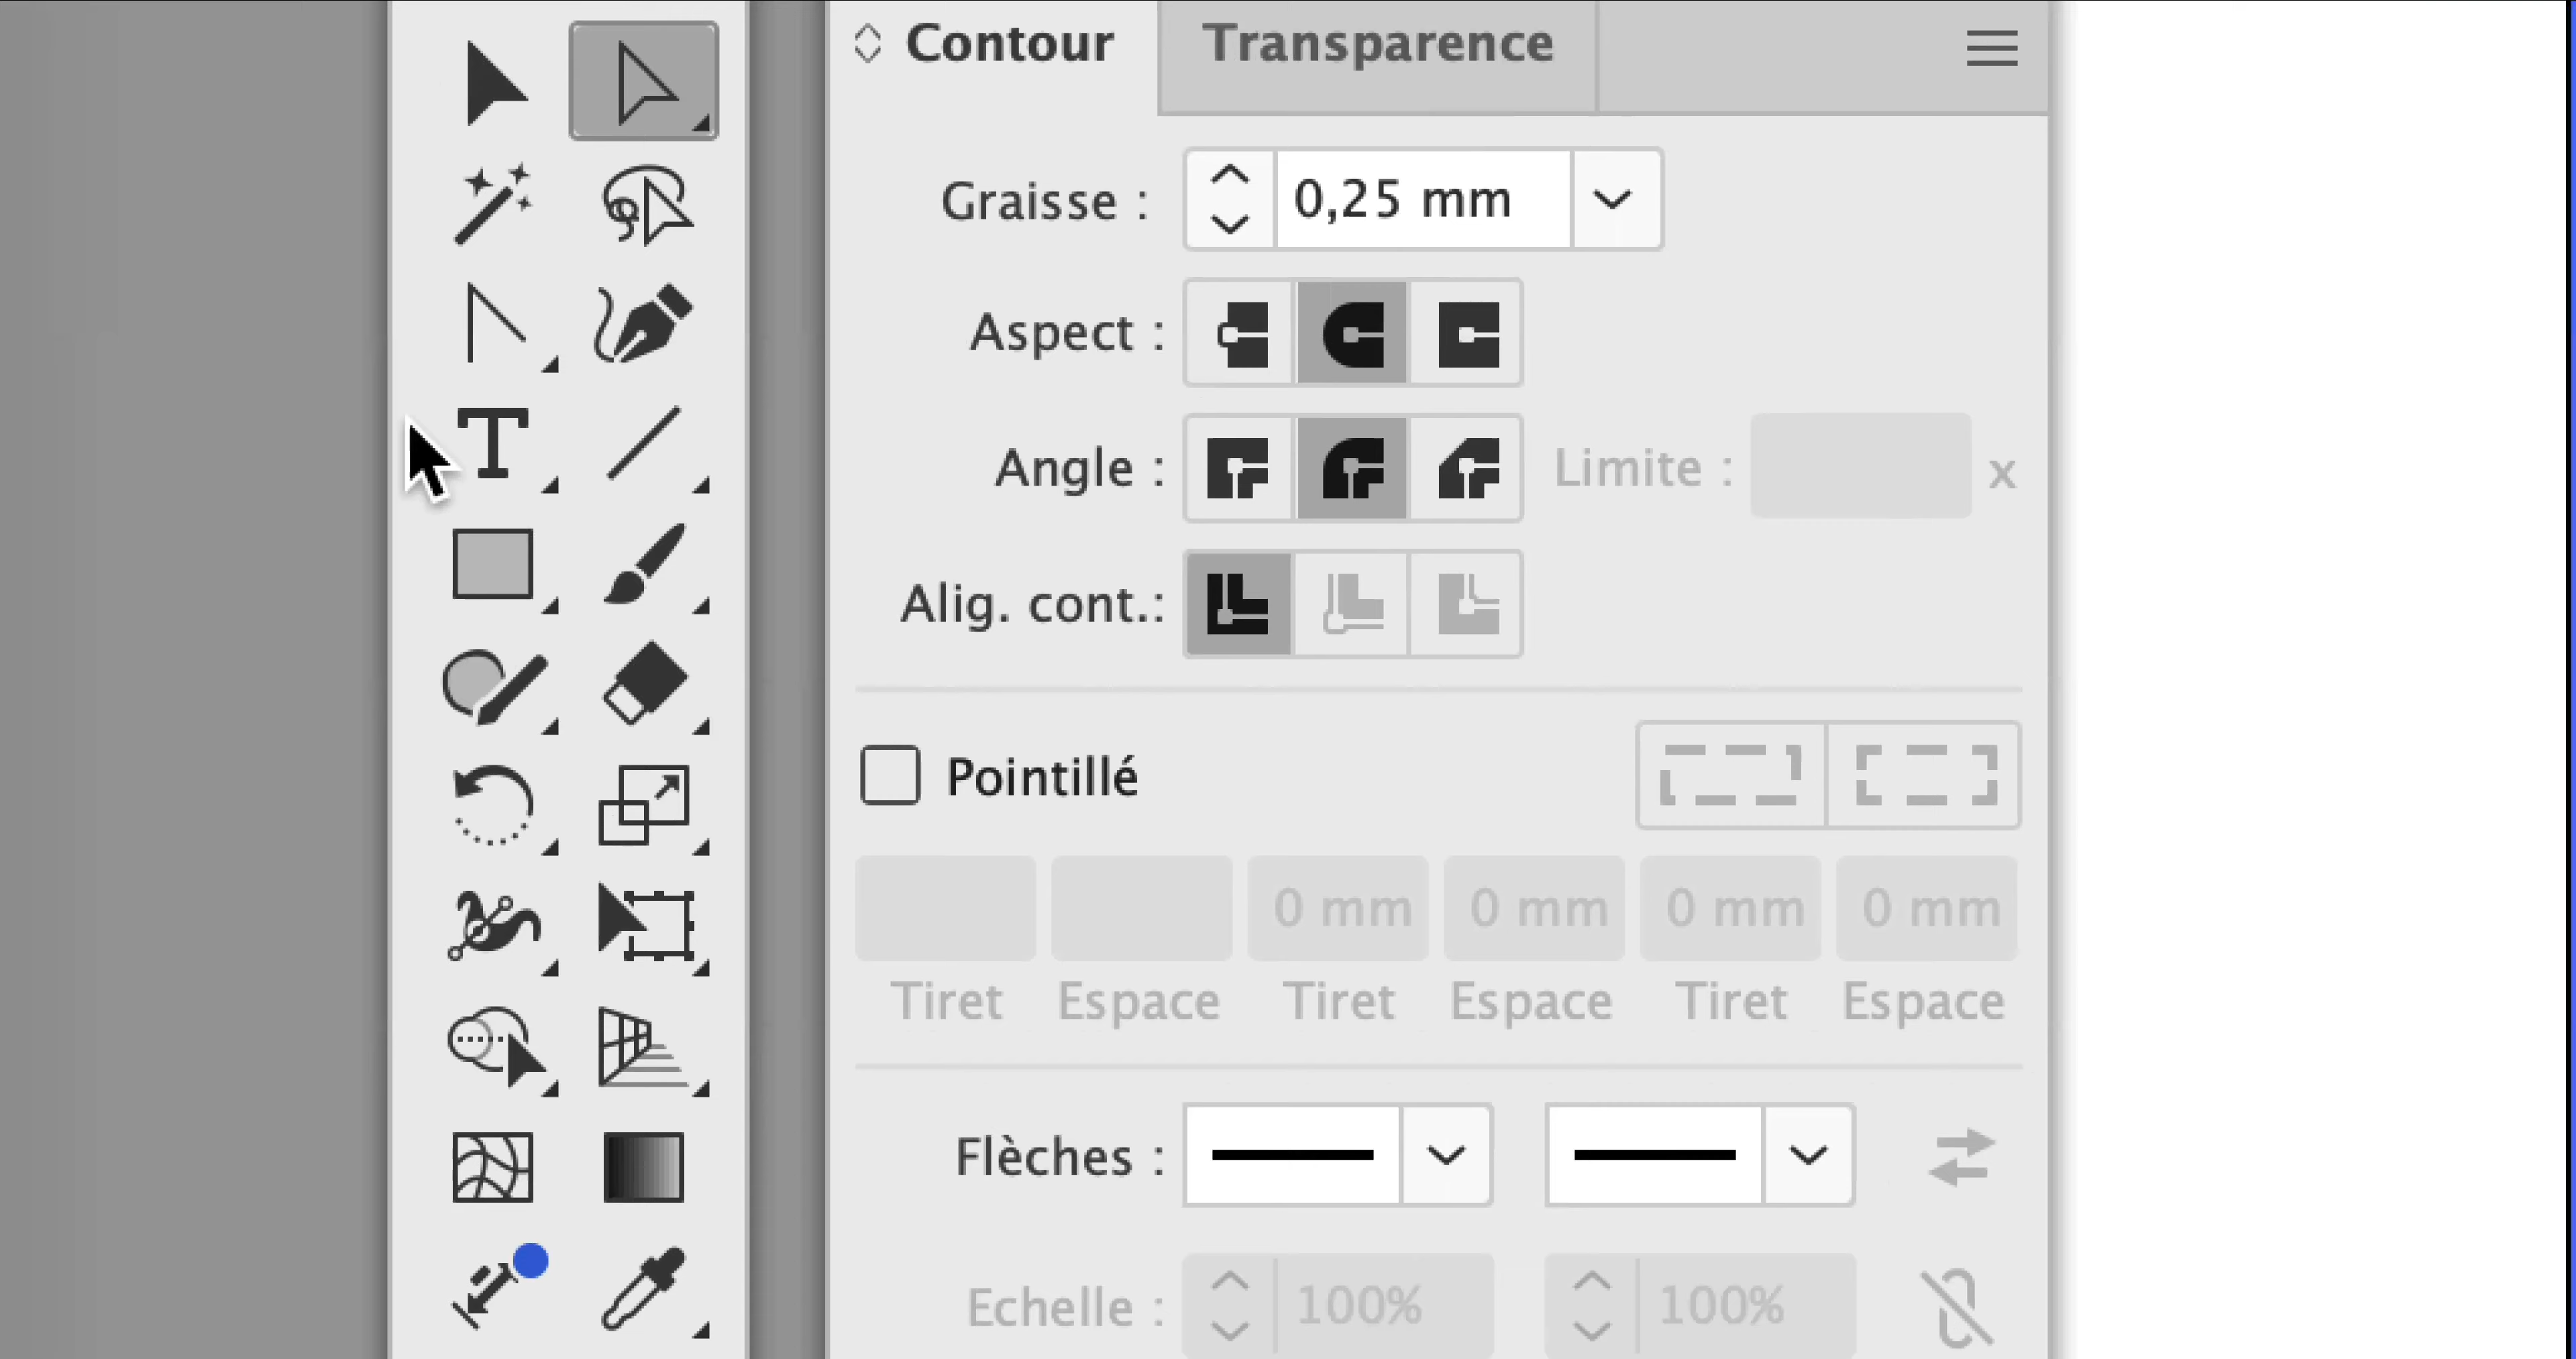 Contour Transparence
Graisse : 0,25 mm
Aspect :
Angle : Limite : x
Alig. cont.:
Pointillé
0 mm 0 mm 0 mm 0 mm
Tiret Espace Tiret Espace Tiret Espace
Flèches :
Echelle : 100% 100%